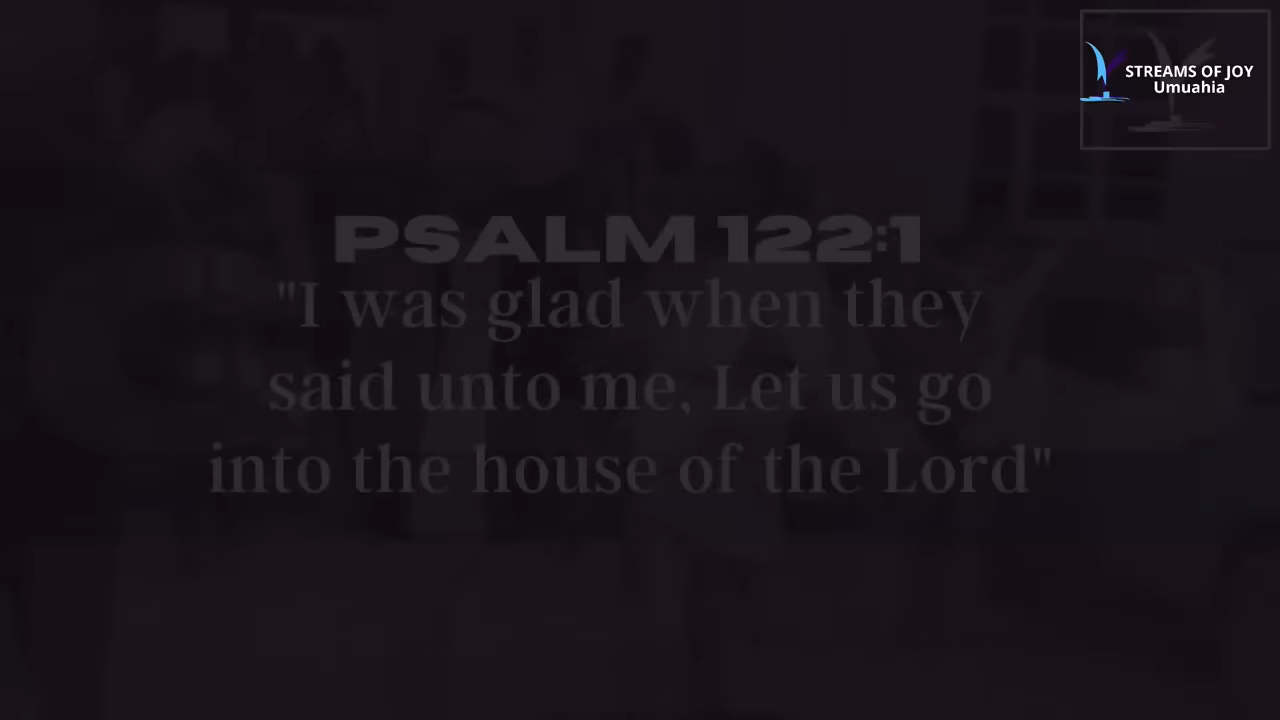 STREAMS OF JOY
Umuahia
PSALM 122:1
"I was glad when they
said unto me, Let us go
into the house of the Lord"